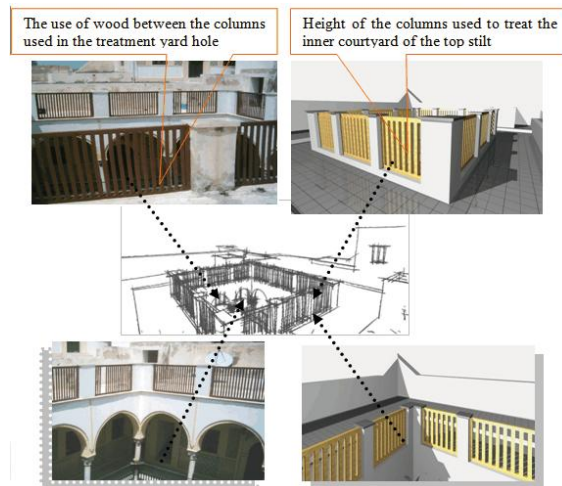 The use of wood between the columns
used in the treatment yard hole
Height of the columns used to treat the
inner courtyard of the top stilt